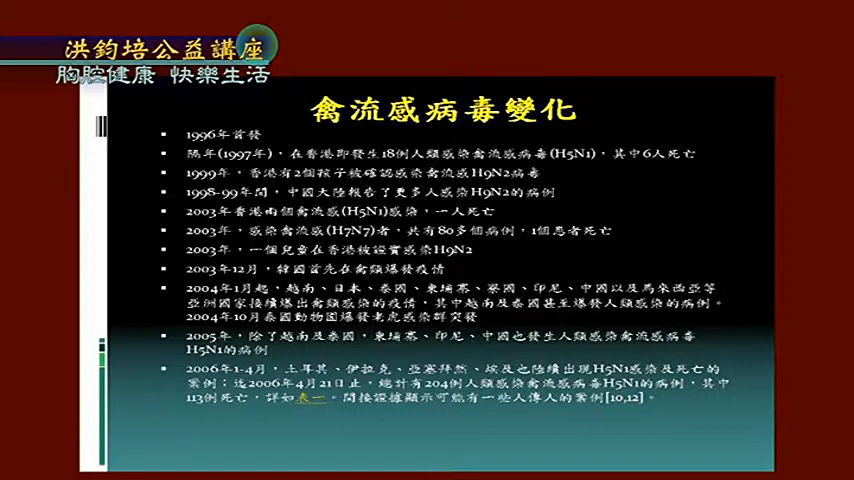 洪鈞培公益講座
胸腔健康 快樂生活
禽流感病毒變化
1996年首發
隔年(1997年)，在香港即發生18例人類感染禽流感病毒(H5N1)，其中6人死亡
1999年，香港有2個孩子被確認感染禽流感H9N2病毒
1998-99年間，中國大陸報告了更多人感染H9N2的病例
2003年香港兩個禽流感(H5N1)感染，一人死亡
2003年，感染禽流感(H7N7)者，共有80多個病例，1個患者死亡
2003年，一個兒童在香港被證實感染H9N2
2003年12月，韓國首先在禽類爆發疫情
2004年1月起，越南、日本、泰國、柬埔寨、寮國、印尼、中國以及馬來西亞等
亞洲國家接續爆出禽類感染的疫情，其中越南及泰國甚至爆發人類感染的病例。
2004年10月泰國動物園爆發老虎感染群突發
2005年，除了越南及泰國，柬埔寨、印尼、中國也發生人類感染禽流感病毒
H5N1的病例
2006年1-4月，土耳其、伊拉克、亞塞拜然、埃及也陸續出現H5N1感染及死亡的
案例；迄2006年4月21日止，總計有204例人類感染禽流感病毒H5N1的病例，其中
113例死亡，詳如表一。間接證據顯示可能有一些人傳人的案例[10,12]。